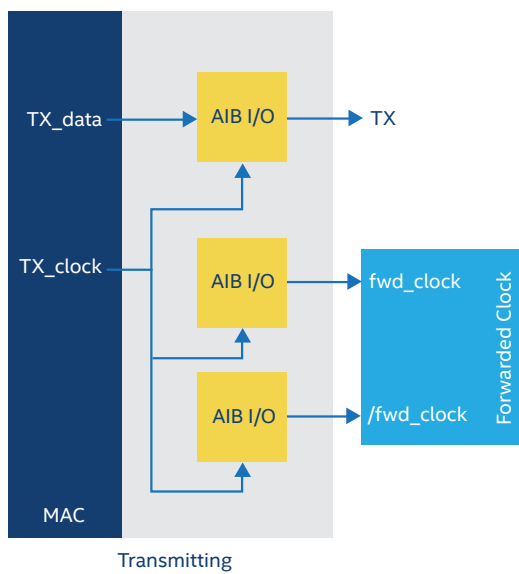 TX_data
AIB I/O
TX
TX_clock
AIB I/O
fwd_clock
AIB I/O
/fwd_clock
Forwarded Clock
MAC
Transmitting